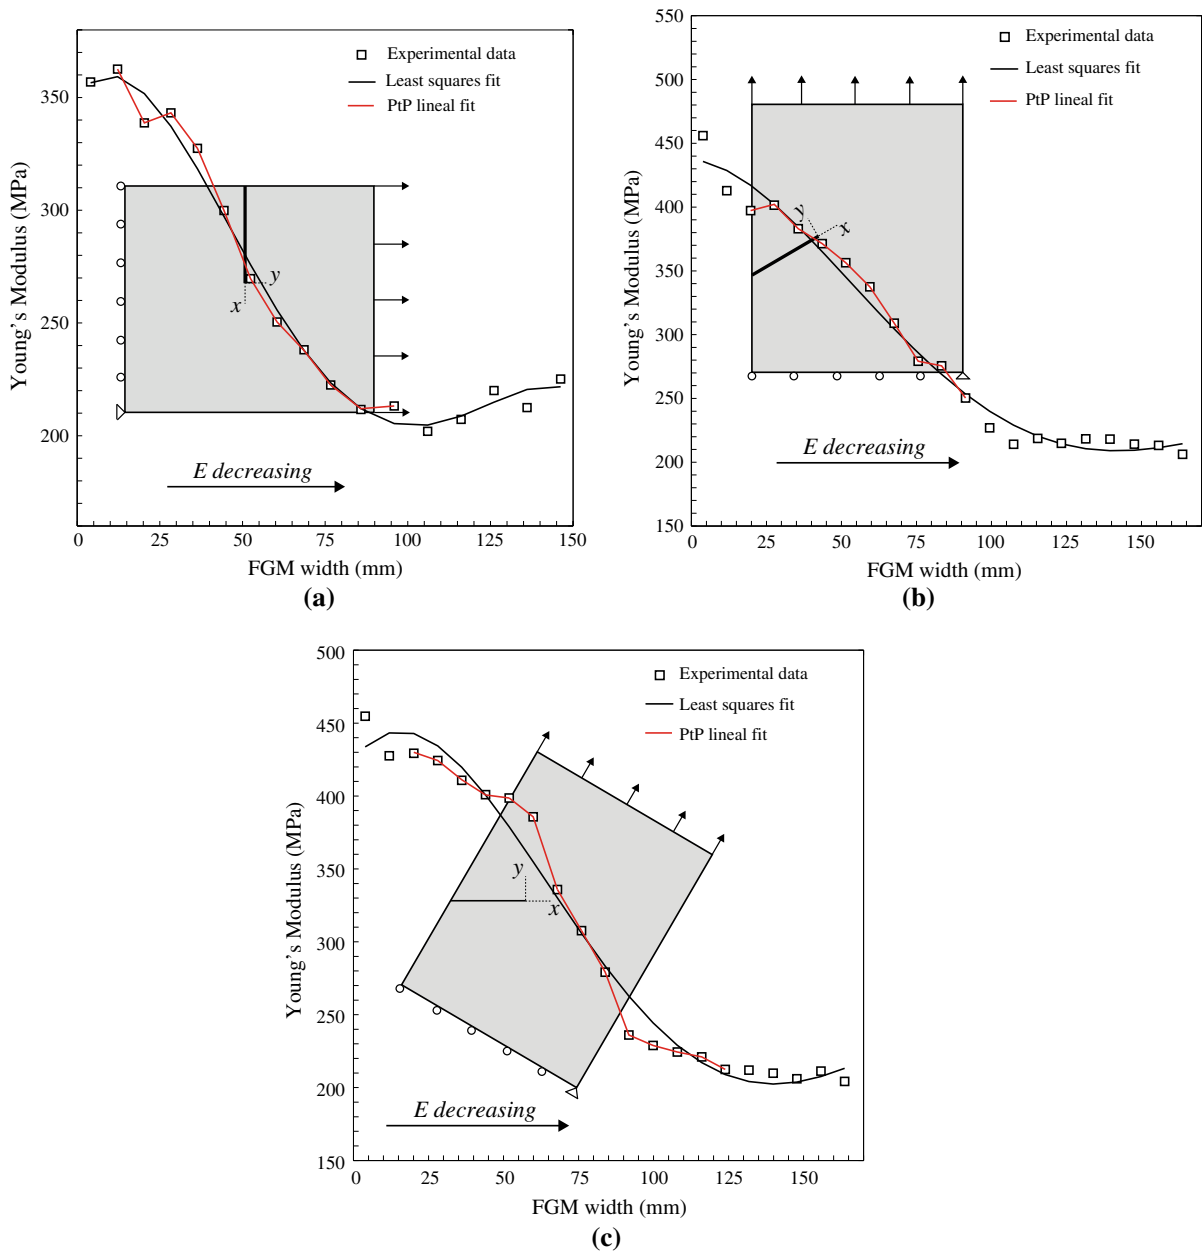 Experimental data
Least squares fit
PtP lineal fit
350
300
250
200
Young's Modulus (MPa)
y
x
E decreasing
0 25 50 75 100 125 150
FGM width (mm)
(a)
550
500
450
400
350
300
250
200
150
Young's Modulus (MPa)
Experimental data
Least squares fit
PtP lineal fit
y
x
E decreasing
0 25 50 75 100 125 150
FGM width (mm)
(b)
500
450
400
350
300
250
200
150
Young's Modulus (MPa)
Experimental data
Least squares fit
PtP lineal fit
y
x
E decreasing
0 25 50 75 100 125 150
FGM width (mm)
(c)